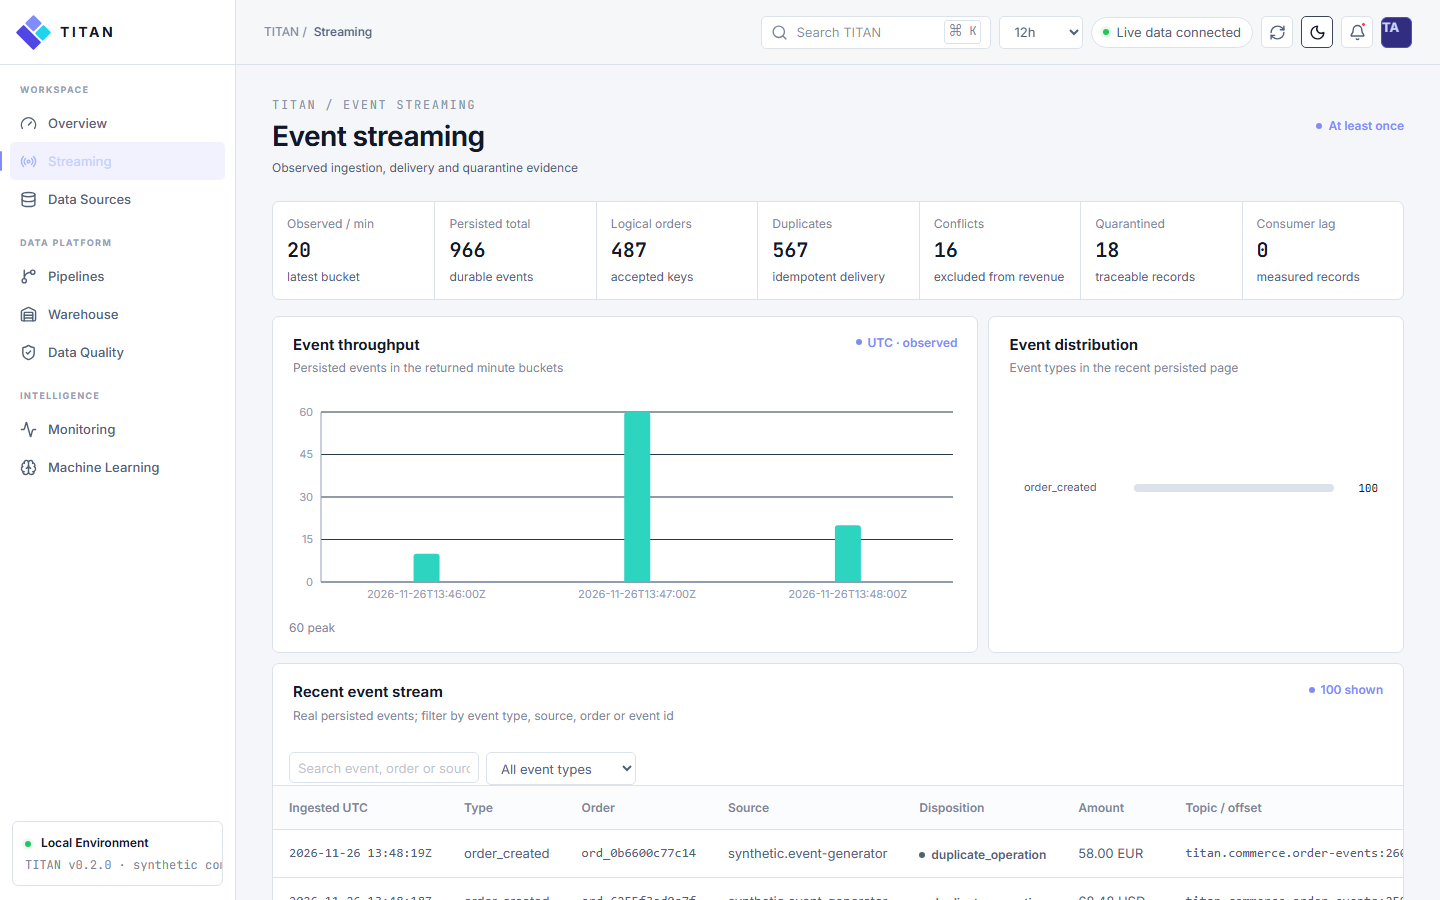 TITAN
TITAN / Streaming
Search TITAN
⌘ K
12h
Live data connected
TA
WORKSPACE
Overview
Streaming
Data Sources
DATA PLATFORM
Pipelines
Warehouse
Data Quality
INTELLIGENCE
Monitoring
Machine Learning
Local Environment
TITAN v0.2.0 · synthetic
TITAN / EVENT STREAMING
Event streaming
Observed ingestion, delivery and quarantine evidence
At least once
Observed / min
20
latest bucket
Persisted total
966
durable events
Logical orders
487
accepted keys
Duplicates
567
idempotent delivery
Conflicts
16
excluded from revenue
Quarantined
18
traceable records
Consumer lag
0
measured records
Event throughput
Persisted events in the returned minute buckets
UTC · observed
60
45
30
15
0
2026-11-26T13:46:00Z
2026-11-26T13:47:00Z
2026-11-26T13:48:00Z
60 peak
Event distribution
Event types in the recent persisted page
order_created
100
Recent event stream
Real persisted events; filter by event type, source, order or event id
100 shown
Search event, order or sourc
All event types
Ingested UTC Type Order Source Disposition Amount Topic / offset
2026-11-26 13:48:19Z order_created ord_0b6600c77c14 synthetic.event-generator duplicate_operation 58.00 EUR titan.commerce.order-events:26